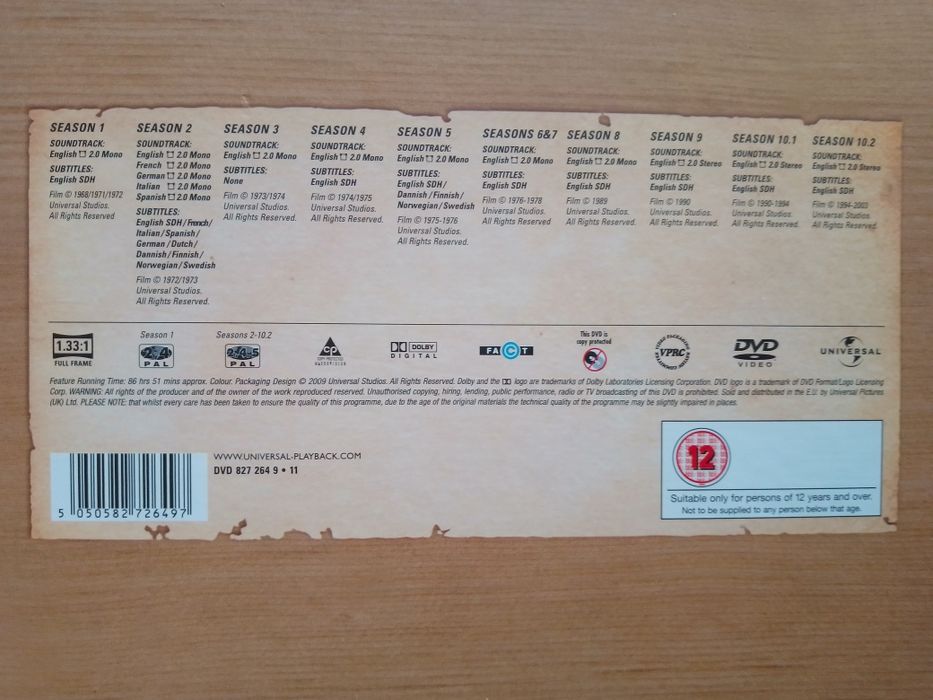 SEASON 1
SOUNDTRACK:
English 2.0 Mono
SUBTITLES:
English SDH
Film © 1968/1971/1972
Universal Studios.
All Rights Reserved
SEASON 2
SOUNDTRACK:
English 2.0 Mono
French 2.0 Mono
German 2.0 Mono
Italian 2.0 Mono
Spanish 2.0 Mono
SUBTITLES:
English SDH / French /
Italian / Spanish /
German / Dutch /
Dannish / Finnish /
Norwegian / Swedish
Film © 1972/1973
Universal Studios.
All Rights Reserved.
SEASON 3
SOUNDTRACK:
English 2.0 Mono
SUBTITLES:
None
Film © 1973/1974
Universal Studios.
All Rights Reserved.
SEASON 4
SOUNDTRACK:
English 2.0 Mono
SUBTITLES:
English SDH
Film © 1974/1975
Universal Studios.
All Rights Reserved.
SEASON 5
SOUNDTRACK:
English 2.0 Mono
SUBTITLES:
English SDH /
Dannish / Finnish /
Norwegian / Swedish
Film © 1975-1976
Universal Studios.
All Rights Reserved.
SEASONS 6&7
SOUNDTRACK:
English 2.0 Mono
SUBTITLES:
English SDH
Film © 1976-1978
Universal Studios.
All Rights Reserved.
SEASON 8
SOUNDTRACK:
English 2.0 Mono
SUBTITLES:
English SDH
Film © 1989
Universal Studios.
All Rights Reserved.
SEASON 9
SOUNDTRACK:
English 2.0 Stereo
SUBTITLES:
English SDH
Film © 1990
Universal Studios.
All Rights Reserved.
SEASON 10.1
SOUNDTRACK:
English 2.0 Stereo
SUBTITLES:
English SDH
Film © 1990-1994
Universal Studios.
All Rights Reserved.
SEASON 10.2
SOUNDTRACK:
English 2.0 Stereo
SUBTITLES:
English SDH
Film © 1994-2003
Universal Studios.
All Rights Reserved.
1.33:1
FULL FRAME
Season 1
2 4
PAL
Seasons 2-10.2
2 4 5
PAL
CP
COPY PROTECTED
DOLBY
DIGITAL
FACT
This DVD is
copy protected
VPRC
DVD
VIDEO
UNIVERSAL
Feature Running Time: 86 hrs 51 mins approx. Colour. Packaging Design © 2009 Universal Studios. All Rights Reserved. Dolby and the logo are trademarks of Dolby Laboratories Licensing Corporation. DVD logo is a trademark of DVD Format/Logo Licensing
Corp. WARNING: All rights of the producer and of the owner of the work reproduced reserved. Unauthorised copying, hiring, lending, public performance, radio or TV broadcasting of this DVD is prohibited. Sold and distributed in the E.U. by Universal Pictures
(UK) Ltd. PLEASE NOTE: that whilst every care has been taken to ensure the quality of this programme, due to the age of the original materials the technical quality of the programme may be slightly impaired in places.
WWW.UNIVERSAL-PLAYBACK.COM
DVD 827 264 9 • 11
5 050582 726497
12
Suitable only for persons of 12 years and over.
Not to be supplied to any person below that age.